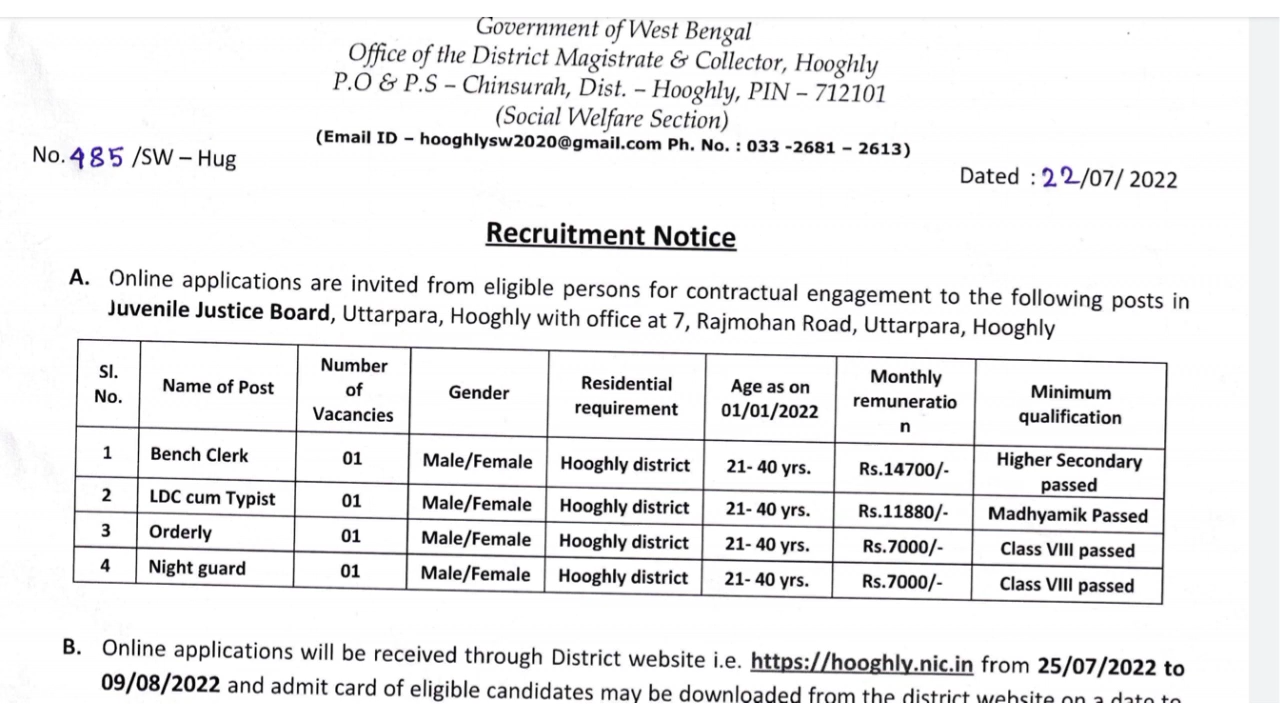 Government of West Bengal
Office of the District Magistrate & Collector, Hooghly
P.O & P.S – Chinsurah, Dist. – Hooghly, PIN – 712101
(Social Welfare Section)
(Email ID – hooghlysw2020@gmail.com Ph. No. : 033 -2681 – 2613)
No. 485 /SW – Hug
Dated : 22/07/ 2022
Recruitment Notice
A. Online applications are invited from eligible persons for contractual engagement to the following posts in
Juvenile Justice Board, Uttarpara, Hooghly with office at 7, Rajmohan Road, Uttarpara, Hooghly
Sl. No. Name of Post Number of Vacancies Gender Residential requirement Age as on 01/01/2022 Monthly remuneratio n Minimum qualification
1 Bench Clerk 01 Male/Female Hooghly district 21- 40 yrs. Rs.14700/- Higher Secondary passed
2 LDC cum Typist 01 Male/Female Hooghly district 21- 40 yrs. Rs.11880/- Madhyamik Passed
3 Orderly 01 Male/Female Hooghly district 21- 40 yrs. Rs.7000/- Class VIII passed
4 Night guard 01 Male/Female Hooghly district 21- 40 yrs. Rs.7000/- Class VIII passed
B. Online applications will be received through District website i.e. https://hooghly.nic.in from 25/07/2022 to
09/08/2022 and admit card of eligible candidates may be downloaded from the district website on a date to